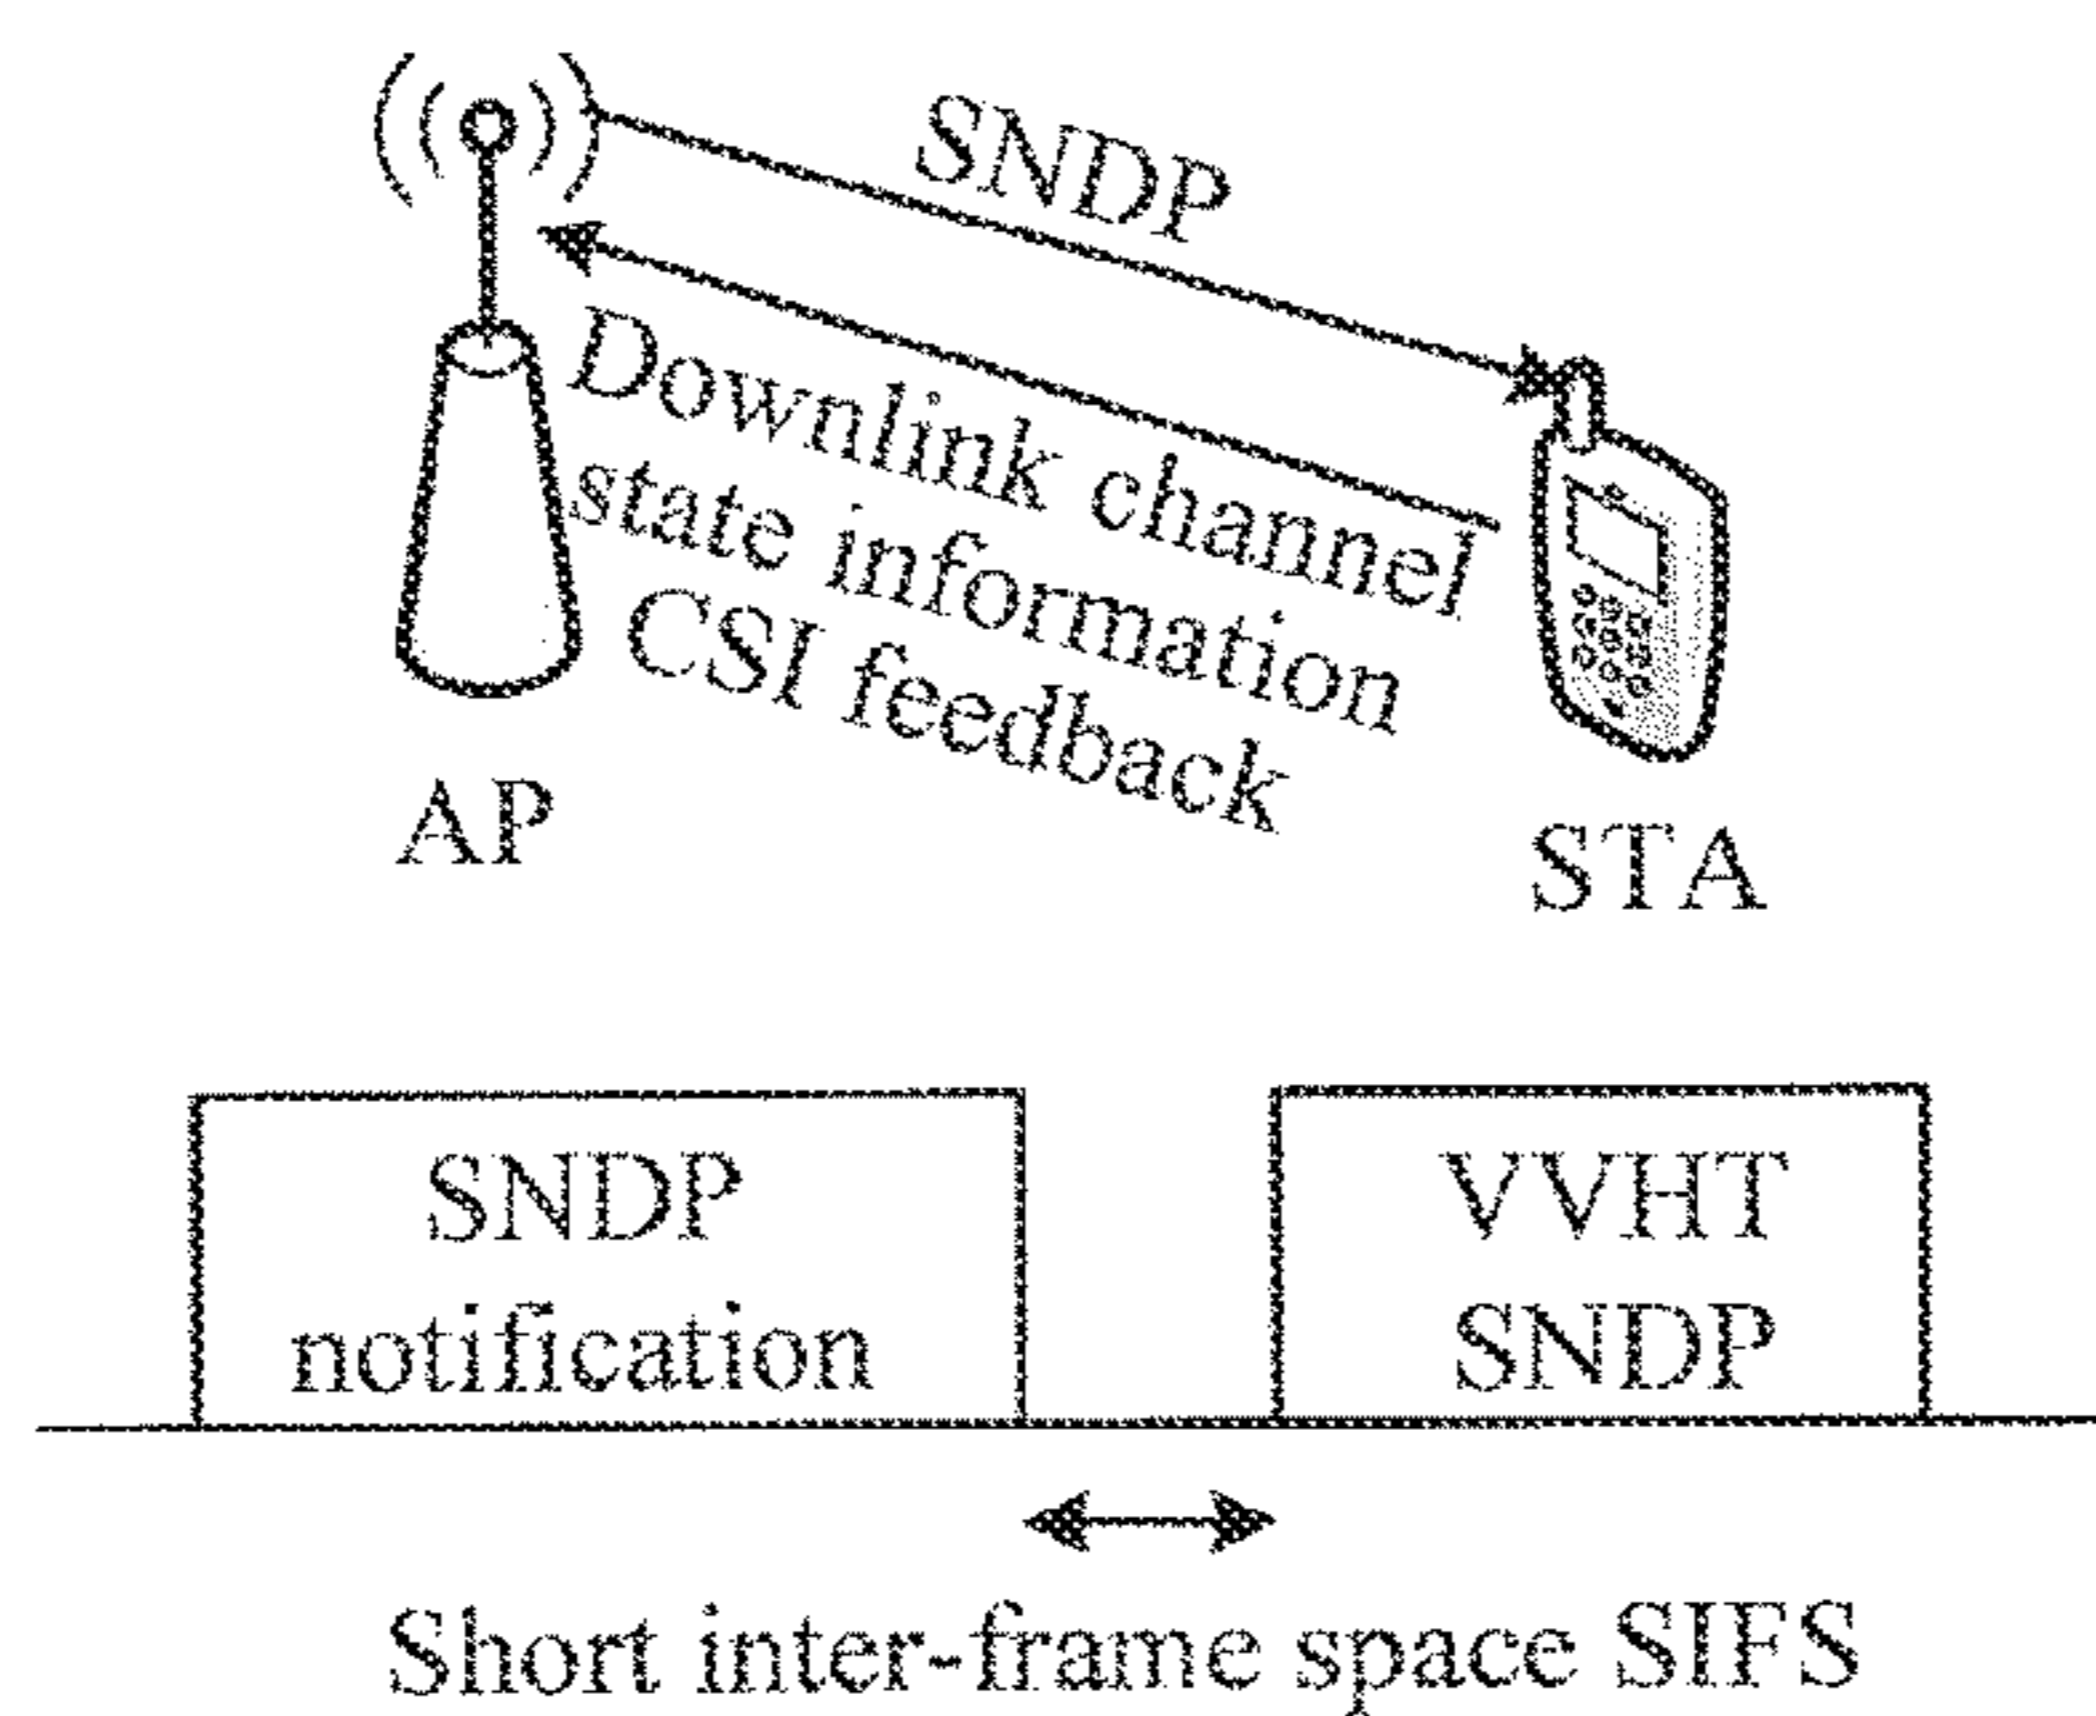 SNDP
Downlink channel
state information
CSI feedback
AP
STA
SNDP
notification
VVHT
SNDP
Short inter-frame space SIFS